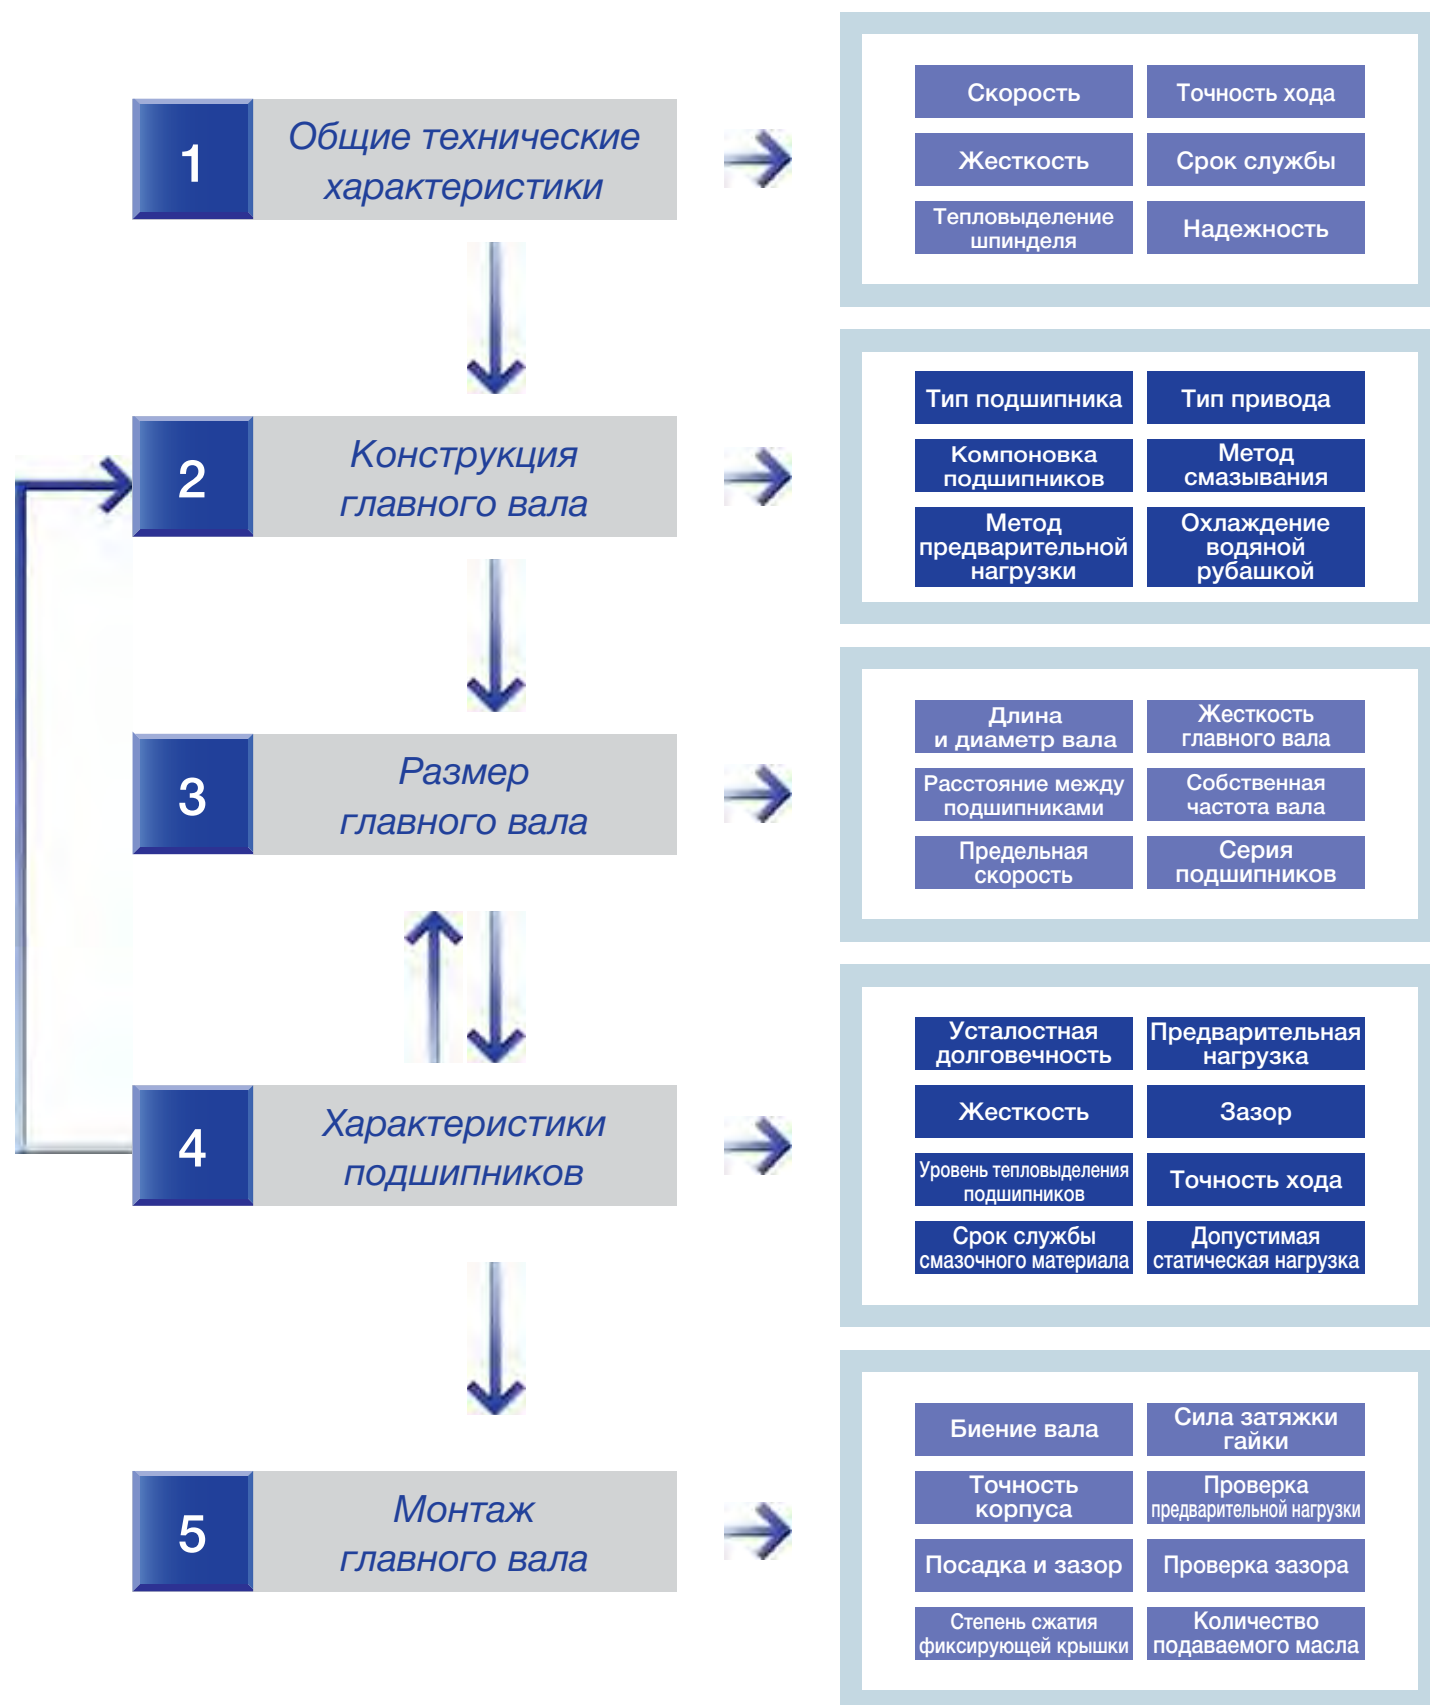 1
Общие технические
характеристики
Скорость
Точность хода
Жесткость
Срок службы
Тепловыделение
шпинделя
Надежность
2
Конструкция
главного вала
Тип подшипника
Тип привода
Компоновка
подшипников
Метод
смазывания
Метод
предварительной
нагрузки
Охлаждение
водяной
рубашкой
3
Размер
главного вала
Длина
и диаметр вала
Жесткость
главного вала
Расстояние между
подшипниками
Собственная
частота вала
Предельная
скорость
Серия
подшипников
4
Характеристики
подшипников
Усталостная
долговечность
Предварительная
нагрузка
Жесткость
Зазор
Уровень тепловыделения
подшипников
Точность хода
Срок службы
смазочного материала
Допустимая
статическая нагрузка
5
Монтаж
главного вала
Биение вала
Сила затяжки
гайки
Точность
корпуса
Проверка
предварительной нагрузки
Посадка и зазор
Проверка зазора
Степень сжатия
фиксирующей крышки
Количество
подаваемого масла